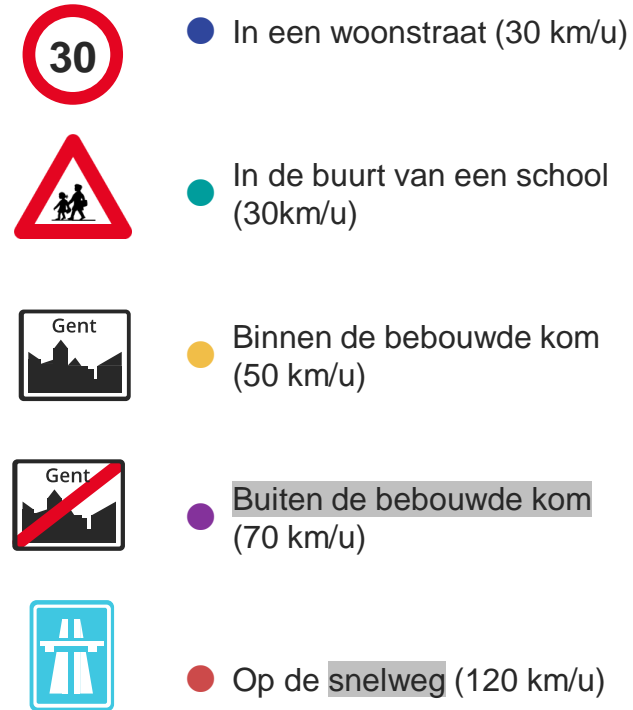 30
In een woonstraat (30 km/u)
In de buurt van een school
(30km/u)
Gent
Binnen de bebouwde kom
(50 km/u)
Gent
Buiten de bebouwde kom
(70 km/u)
Op de snelweg (120 km/u)